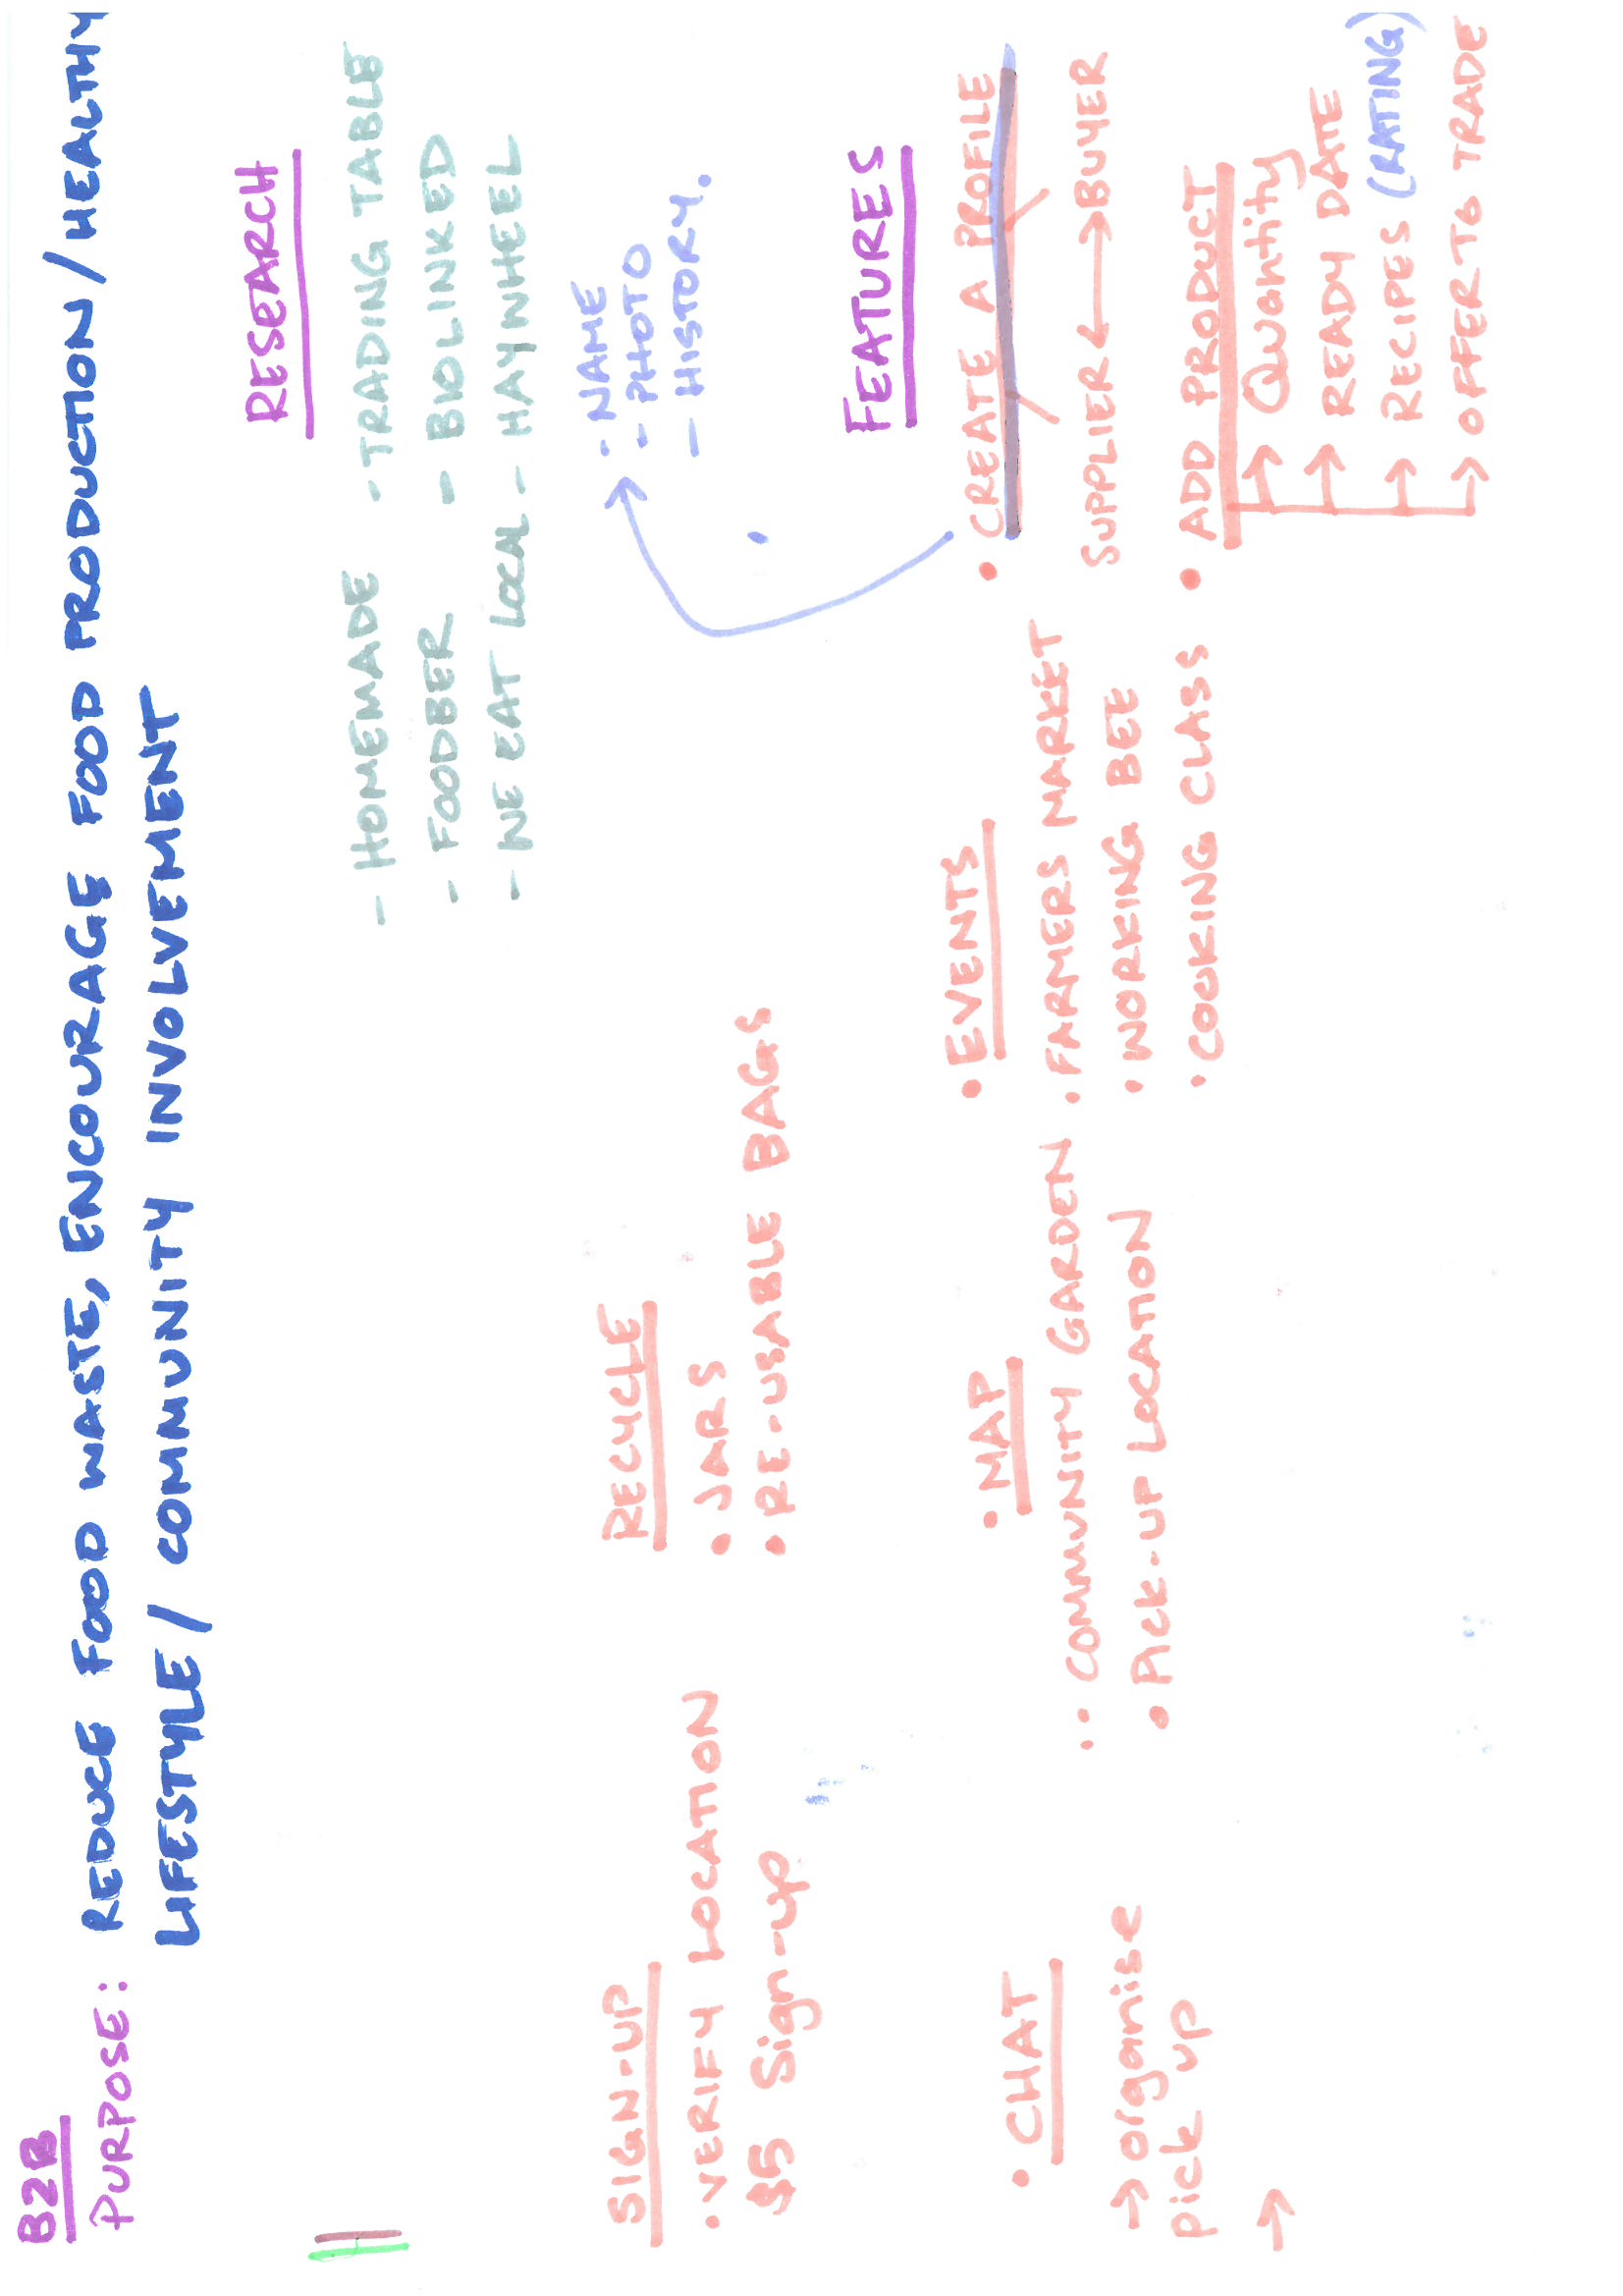 B2B
PURPOSE: REDUCE FOOD WASTE, ENCOURAGE FOOD PRODUCTION / HEALTHY
LIFESTYLE / COMMUNITY INVOLVEMENT
RESEARCH
- HOMEMADE - TRADING TABLE
- FOODBER - BIOLINKED
- NE EAT LOCAL - HAYWHEEL
SIGN-UP
• VERIFY LOCATION
$5 Sign-up
RECYCLE
• JARS
• RE-USABLE BAGS
- NAME
- PHOTO
- HISTORY.
FEATURES
• CHAT
→ organise
pick up
→
• MAP
• COMMUNITY GARDEN
• PICK-UP LOCATION
• EVENTS
• FARMERS MARKET
• WORKING BEE
• COOKING CLASS
• CREATE A PROFILE
SUPPLIER ↔ BUYER
• ADD PRODUCT
→ Quantity
→ READY DATE
→ RECIPES (RATING)
→ OFFER TO TRADE